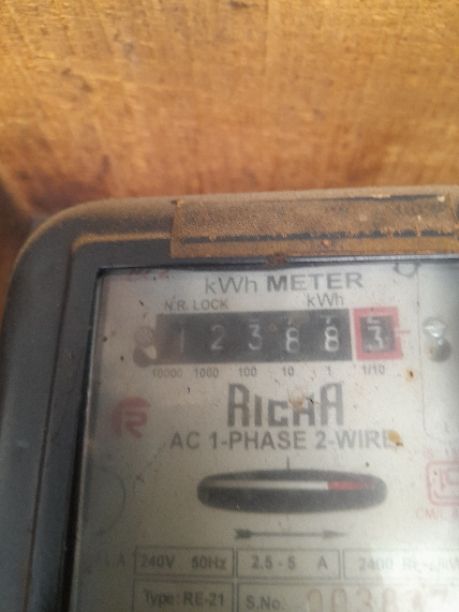 kWh METER
N.R. LOCK kWh
1 2 3 8 8 3
10000 1000 100 10 1 1/10
RICHA
AC 1-PHASE 2-WIRE
R
240V 50Hz 2.5 - 5 A 2400
Type: RE-21 S.No.